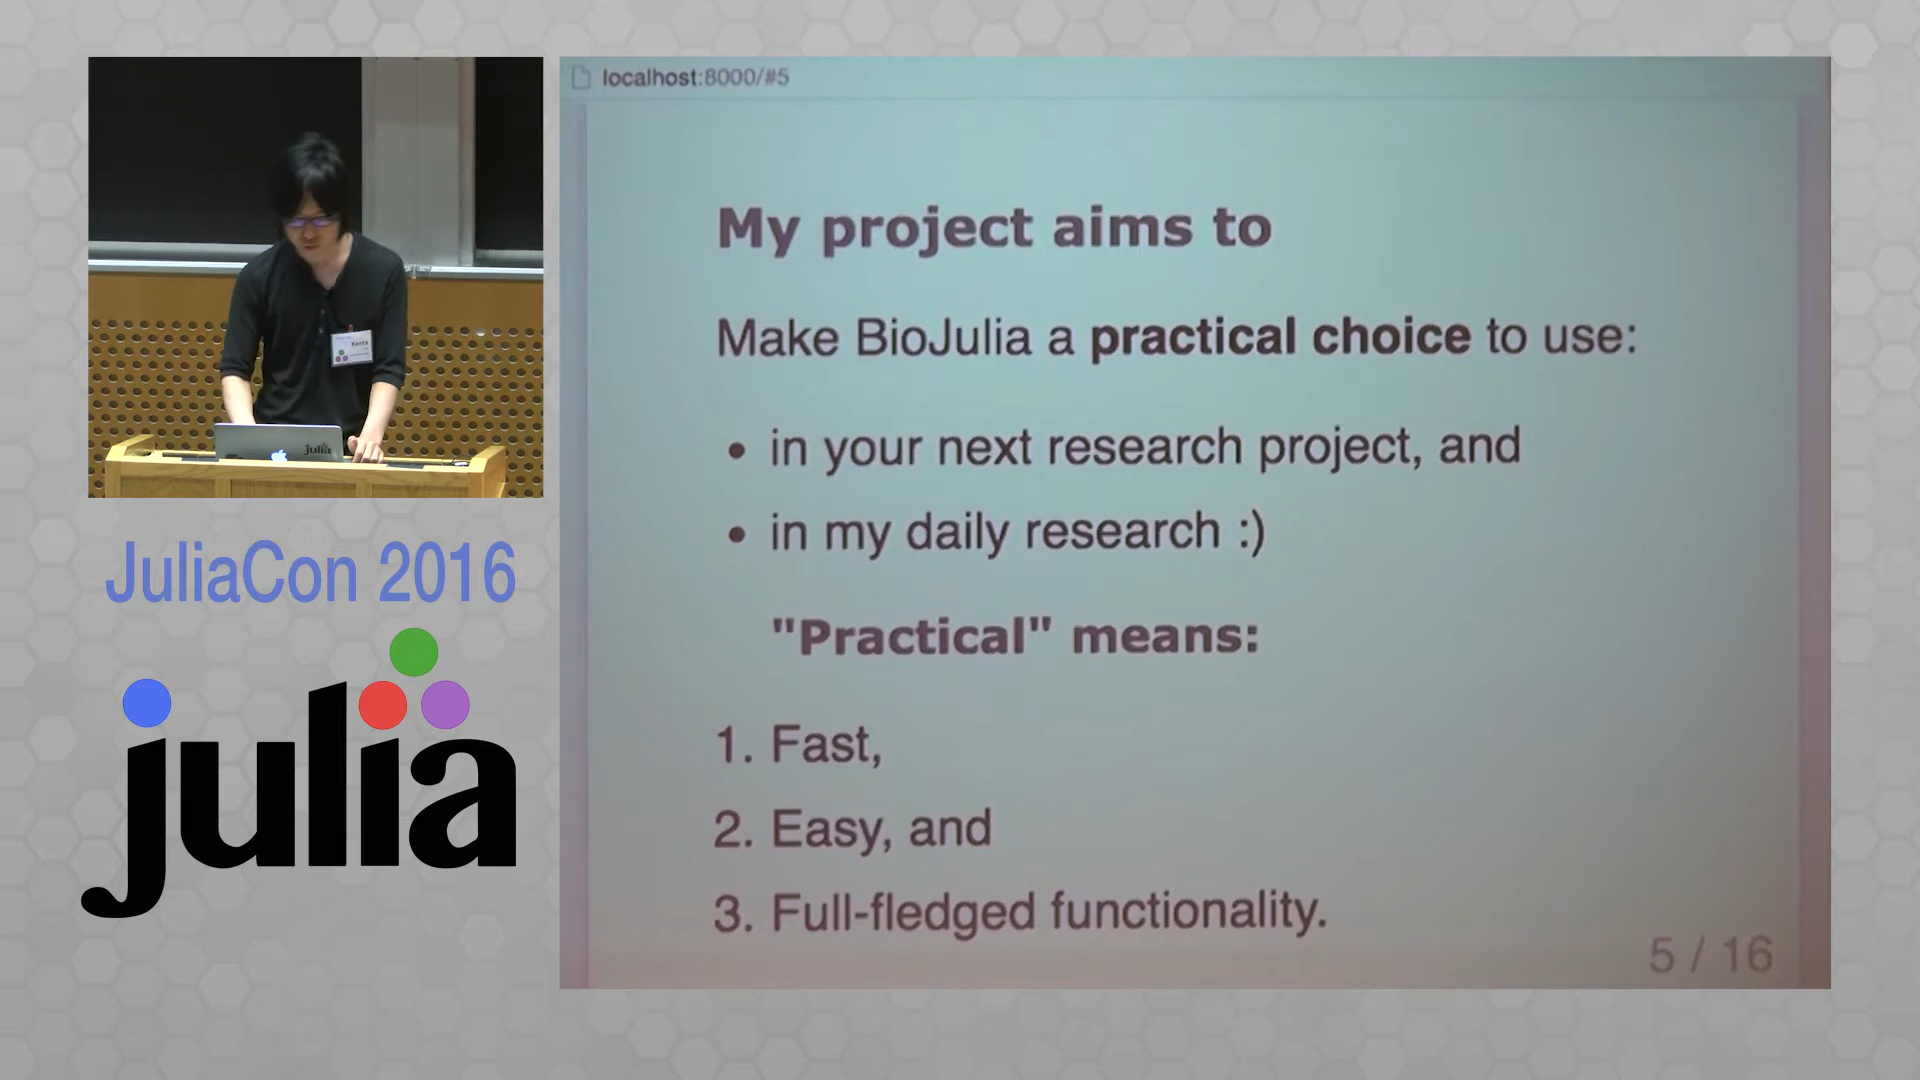 localhost:8000/#5
My project aims to
Make BioJulia a practical choice to use:
• in your next research project, and
• in my daily research :)
"Practical" means:
1. Fast,
2. Easy, and
3. Full-fledged functionality.
5 / 16
Kenta
julia
JuliaCon 2016
julia